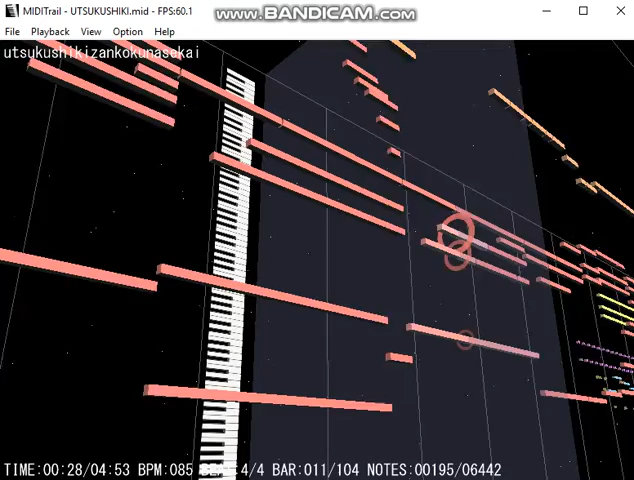 MIDITrail - UTSUKUSHIKI.mid - FPS:60.1
www.BANDICAM.com
File Playback View Option Help
utsukushikizankokunasekai
TIME:00:28/04:53 BPM:085 BEAT:4/4 BAR:011/104 NOTES:00195/06442